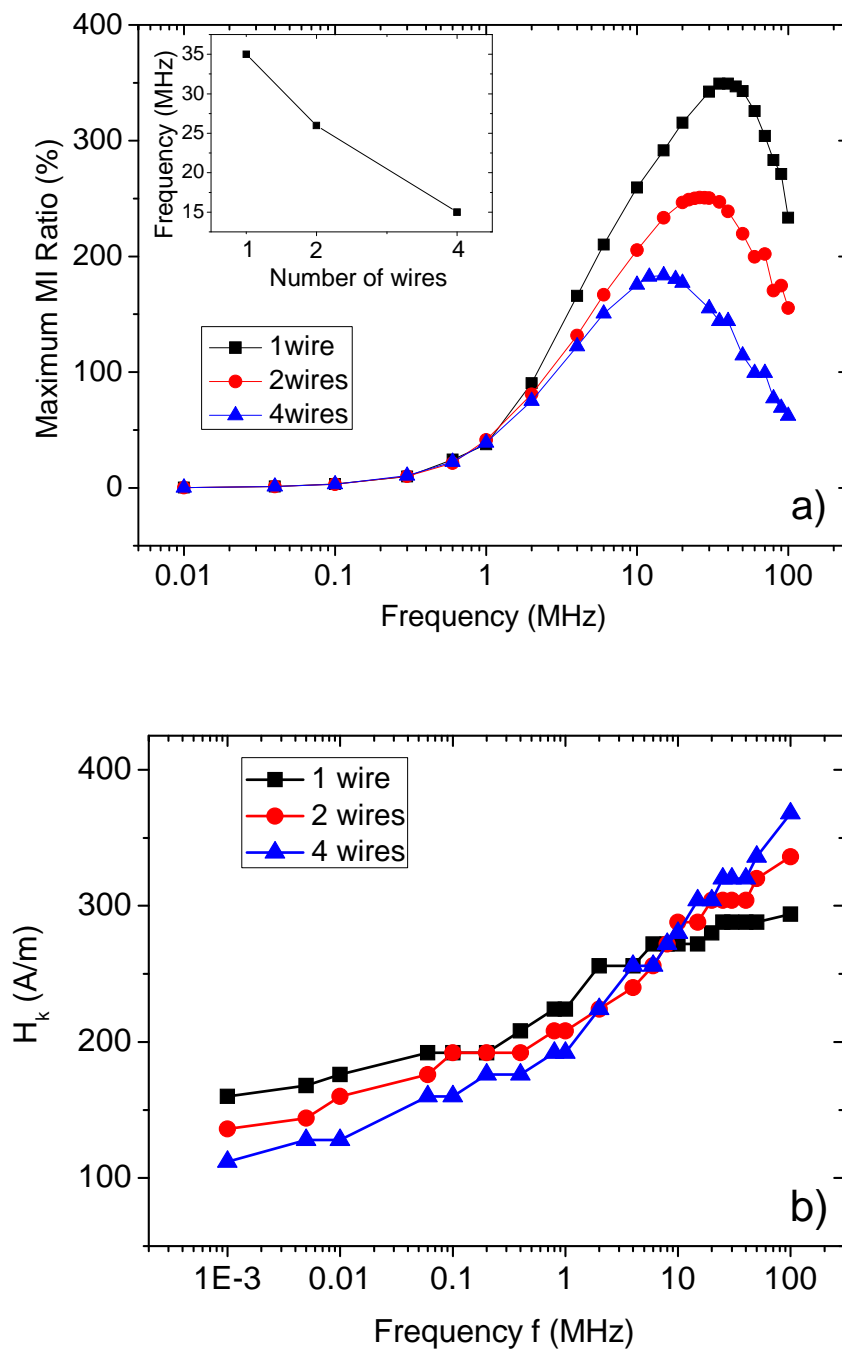 400
300
200
100
0
Maximum MI Ratio (%)
35
25
15
Frequency (MHz)
1
2
4
Number of wires
1wire
2wires
4wires
a)
0.01
0.1
1
10
100
Frequency (MHz)
400
300
200
100
H_k (A/m)
1 wire
2 wires
4 wires
b)
1E-3
0.01
0.1
1
10
100
Frequency f (MHz)